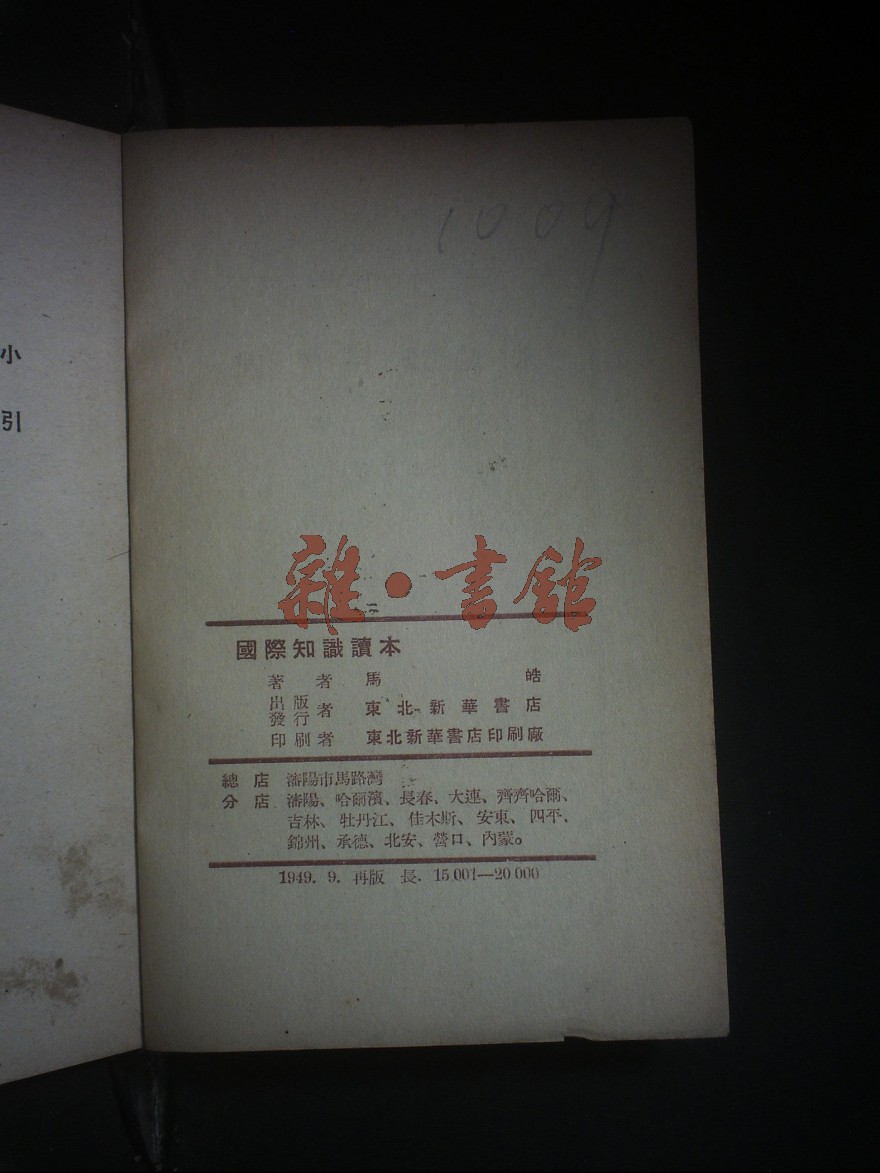 1009
小
引
雜·書館
國際知識讀本
著者 馬皓
出版發行者 東北新華書店
印刷者 東北新華書店印刷廠
總店 瀋陽市馬路灣
分店 瀋陽、哈爾濱、長春、大連、齊齊哈爾、
吉林、牡丹江、佳木斯、安東、四平、
錦州、承德、北安、營口、內蒙。
1949.9.再版 長.15001—20000